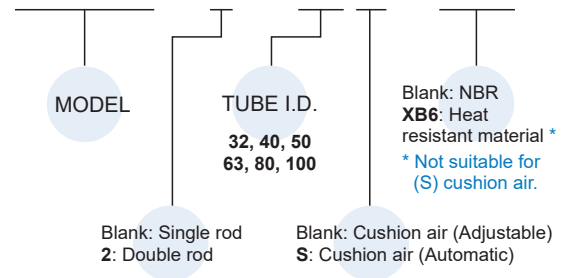 MODEL
TUBE I.D.
32, 40, 50
63, 80, 100
Blank: NBR
XB6: Heat
resistant material *
* Not suitable for
(S) cushion air.
Blank: Single rod
2: Double rod
Blank: Cushion air (Adjustable)
S: Cushion air (Automatic)